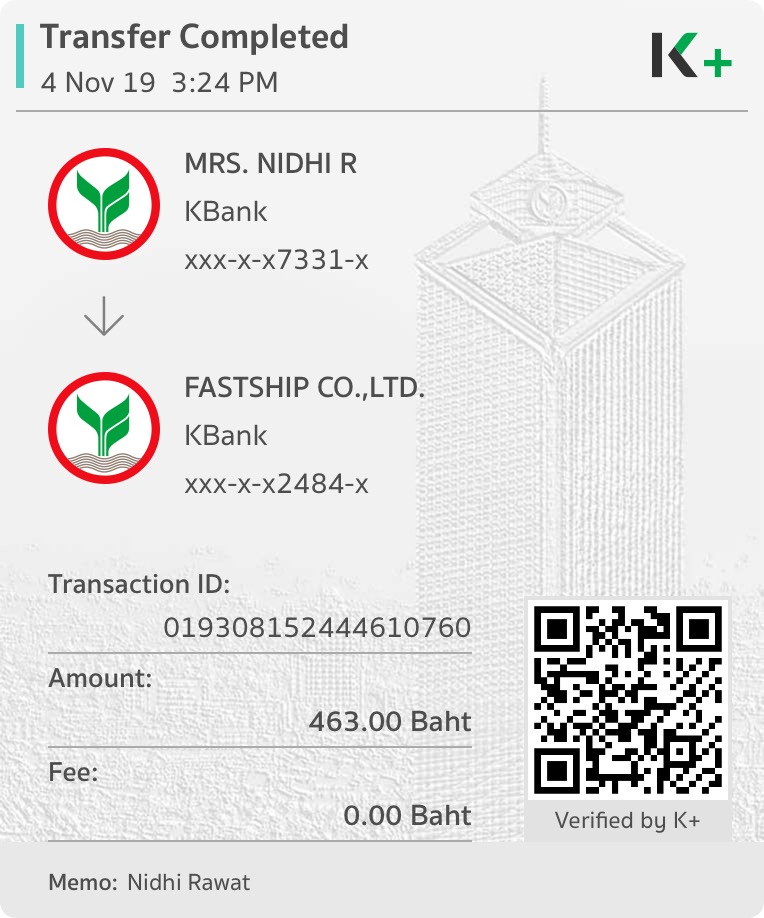 Transfer Completed
4 Nov 19 3:24 PM
K+
MRS. NIDHI R
KBank
xxx-x-x7331-x
FASTSHIP CO.,LTD.
KBank
xxx-x-x2484-x
Transaction ID:
019308152444610760
Amount:
463.00 Baht
Fee:
0.00 Baht
Verified by K+
Memo: Nidhi Rawat